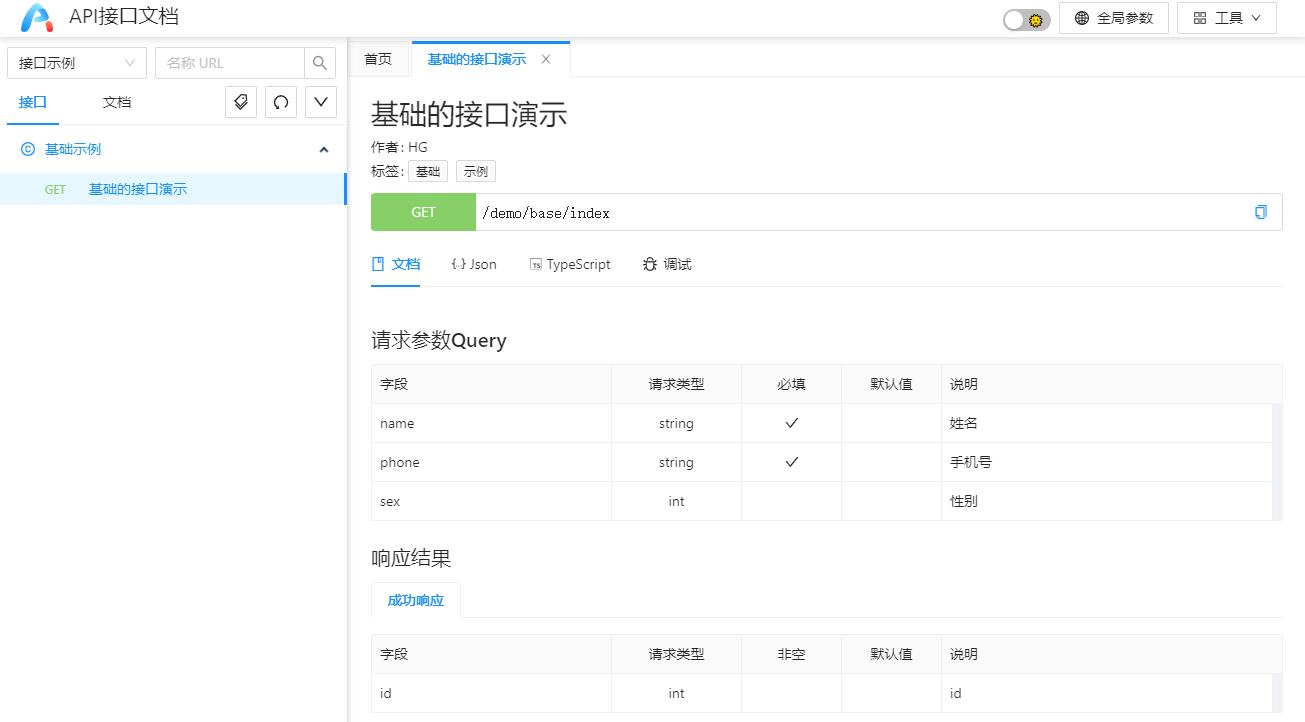 API接口文档
全局参数
工具
接口示例
名称 URL
接口
文档
基础示例
GET 基础的接口演示
首页
基础的接口演示
基础的接口演示
作者: HG
标签: 基础 示例
GET /demo/base/index
文档
{··} Json
TS TypeScript
调试
请求参数Query
字段 请求类型 必填 默认值 说明
name string 姓名
phone string 手机号
sex int 性别
响应结果
成功响应
字段 请求类型 非空 默认值 说明
id int id